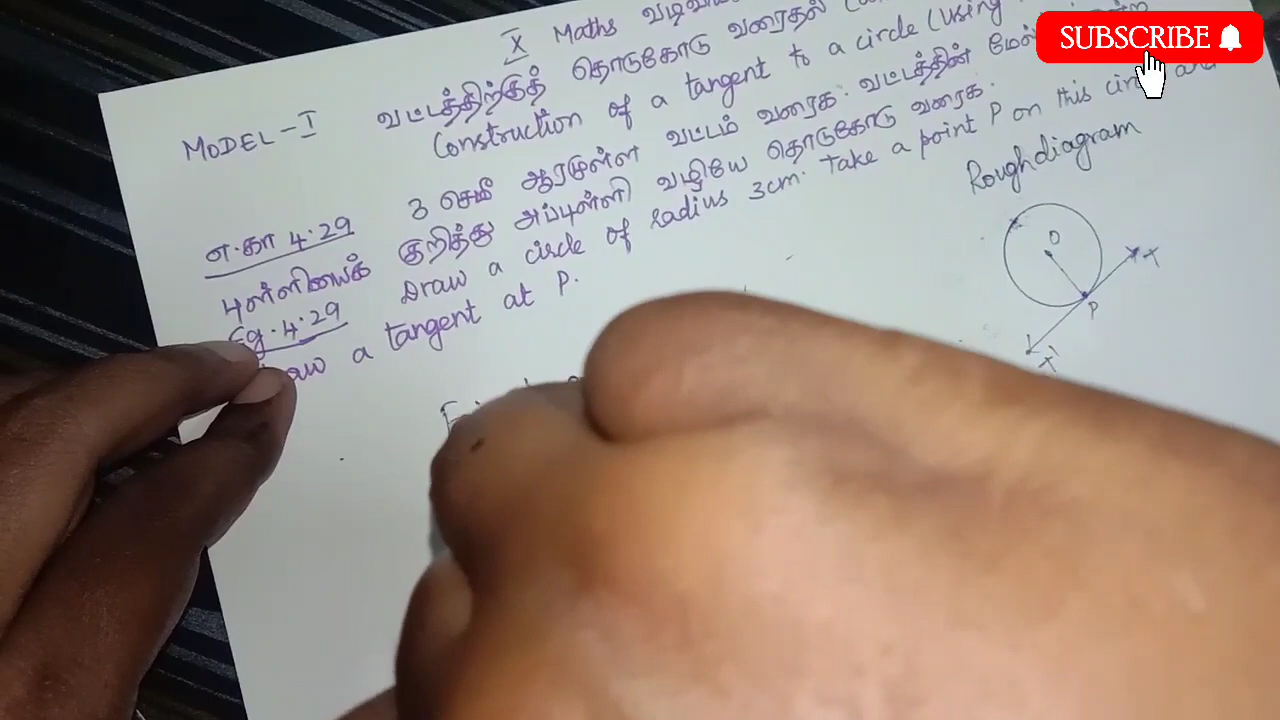 X Maths
MODEL-I வட்டத்திற்குத் தொடுகோடு வரைதல்
Construction of a tangent to a circle (Using
எ.கா 4.29 3 செமீ ஆரமுள்ள வட்டம் வரைக. வட்டத்தின் மேல்
புள்ளியைக் குறித்து அப்புள்ளி வழியே தொடுகோடு வரைக.
Eg.4.29 Draw a circle of radius 3cm. Take a point P on this
a tangent at P.
Rough diagram
O
P
T
T'
SUBSCRIBE